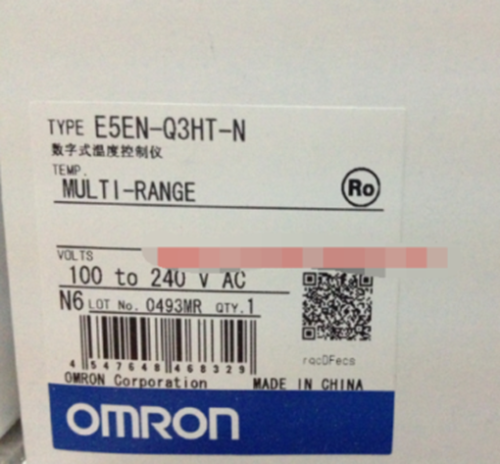 TYPE E5EN-Q3HT-N
数字式温度控制仪
TEMP.
MULTI-RANGE
Ro
VOLTS
100 to 240 V AC
N6 LOT No. 0493MR QTY.1
4 547648 468329
rqcDFecs
OMRON Corporation MADE IN CHINA
OMRON